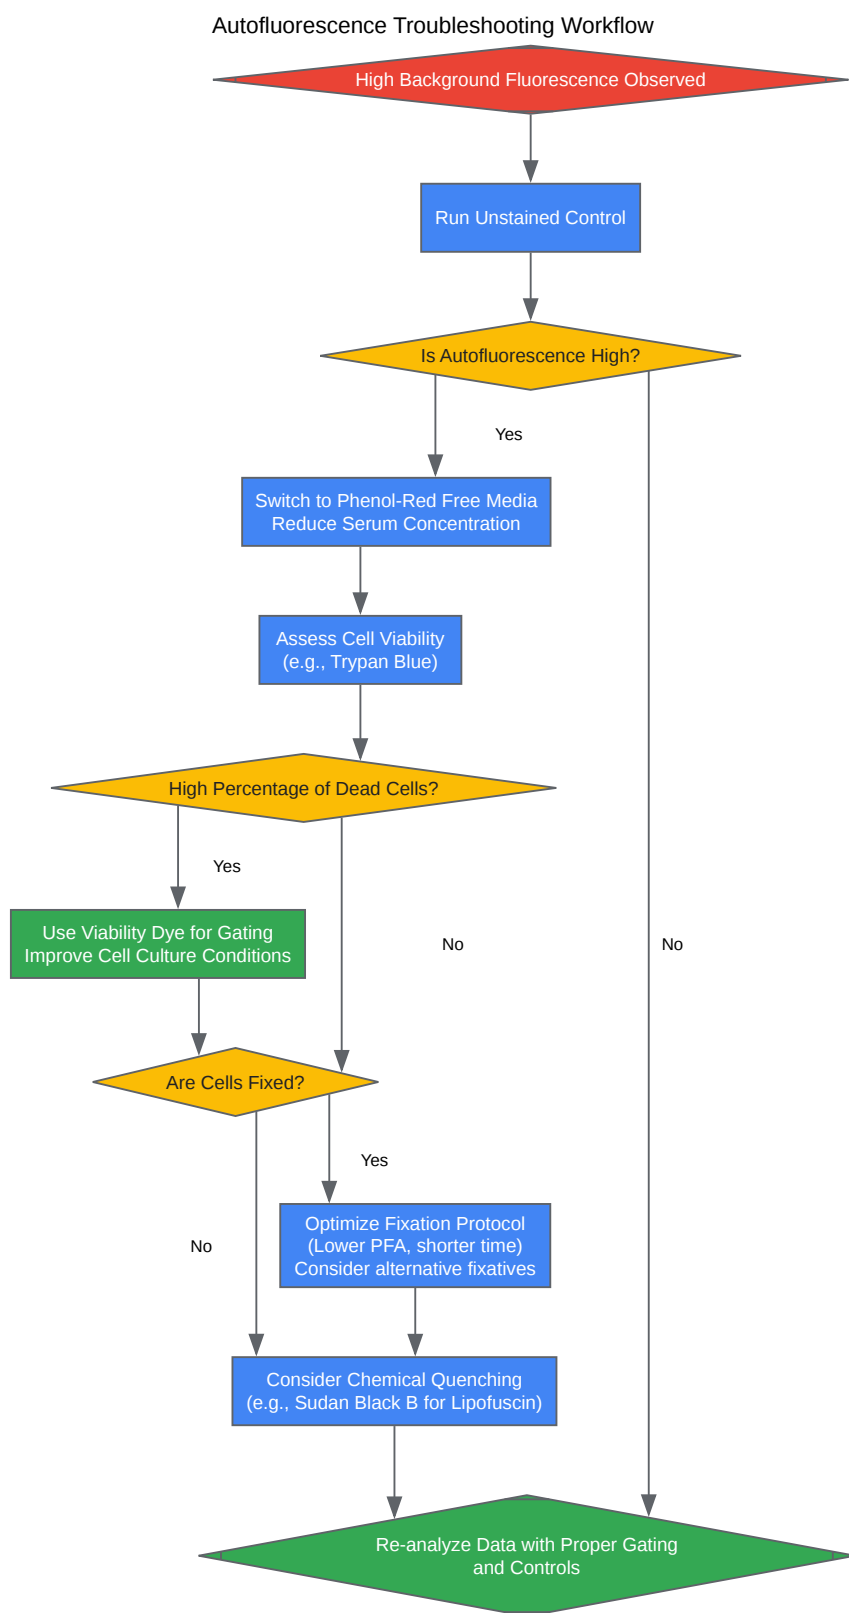 Autofluorescence Troubleshooting Workflow
High Background Fluorescence Observed
Run Unstained Control
Is Autofluorescence High?
Yes
Switch to Phenol-Red Free Media
Reduce Serum Concentration
Assess Cell Viability
(e.g., Trypan Blue)
High Percentage of Dead Cells?
Yes
Use Viability Dye for Gating
Improve Cell Culture Conditions
No
No
Are Cells Fixed?
Yes
Optimize Fixation Protocol
(Lower PFA, shorter time)
Consider alternative fixatives
No
Consider Chemical Quenching
(e.g., Sudan Black B for Lipofuscin)
Re-analyze Data with Proper Gating
and Controls